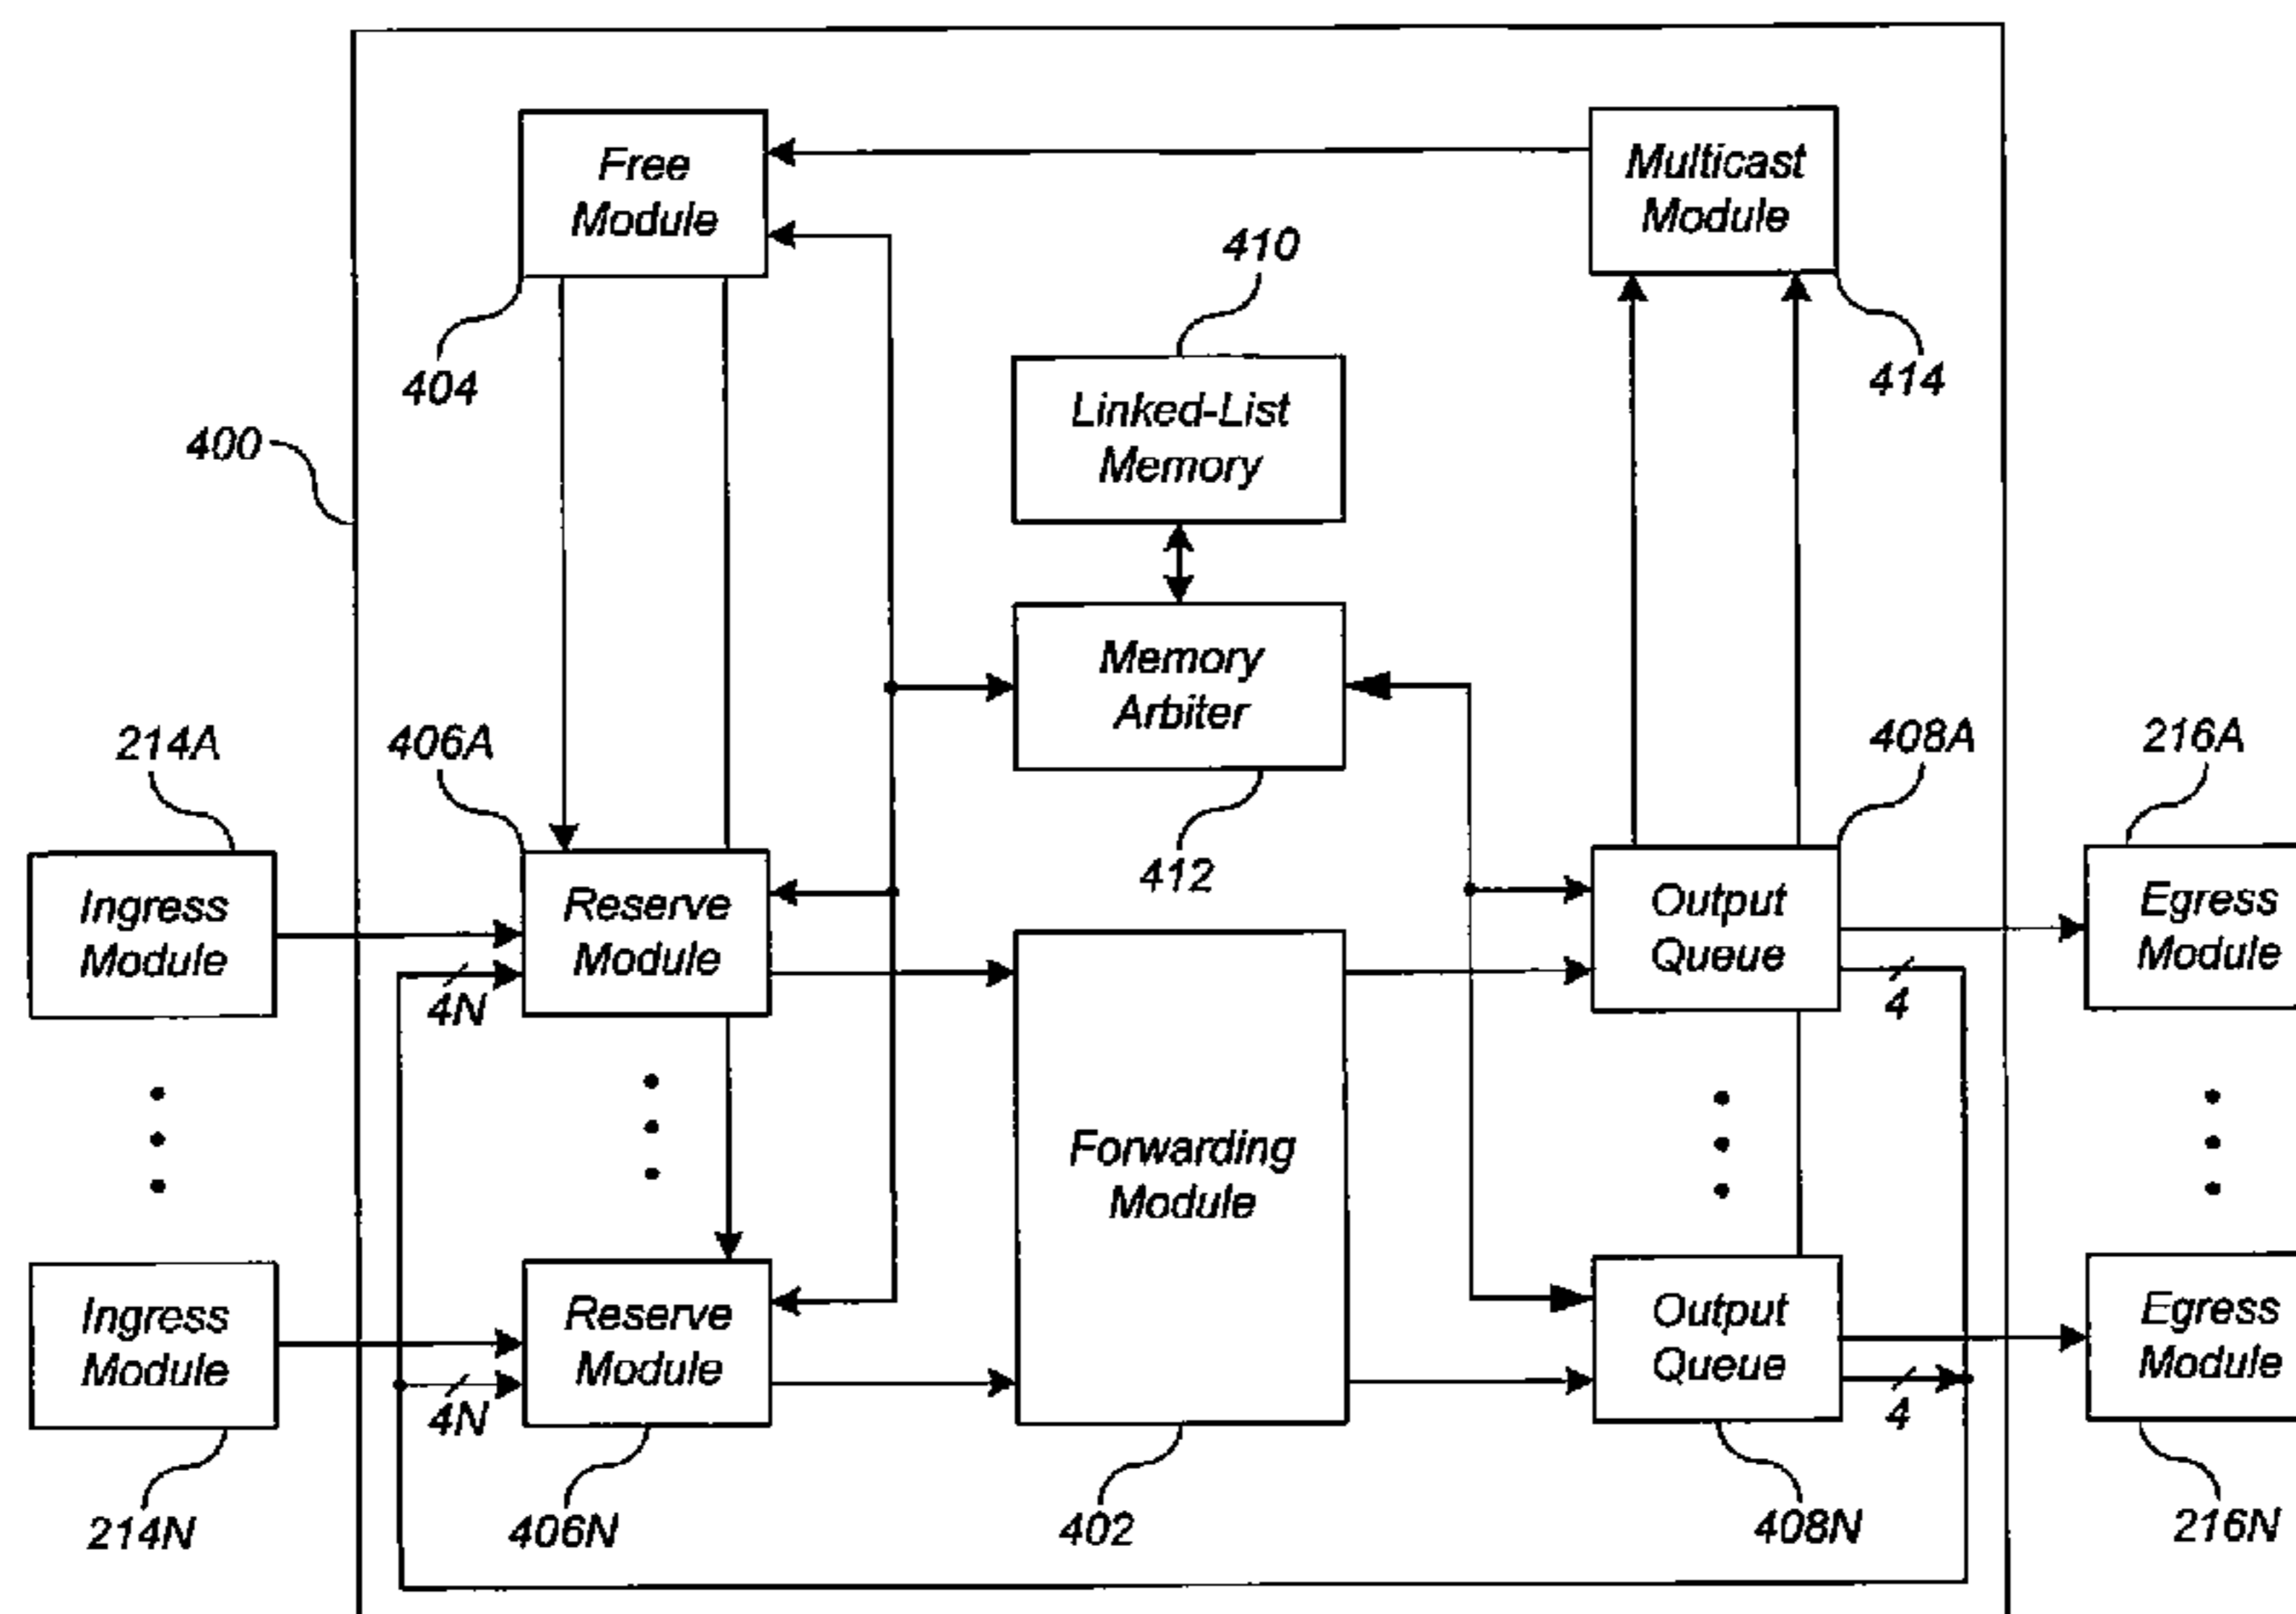 Free
Module
Multicast
Module
410
404
414
Linked-List
Memory
400
Memory
Arbiter
214A
406A
408A
216A
412
Ingress
Module
Reserve
Module
Output
Queue
Egress
Module
4N
4
Forwarding
Module
Ingress
Module
Reserve
Module
Output
Queue
Egress
Module
4N
4
214N
406N
402
408N
216N